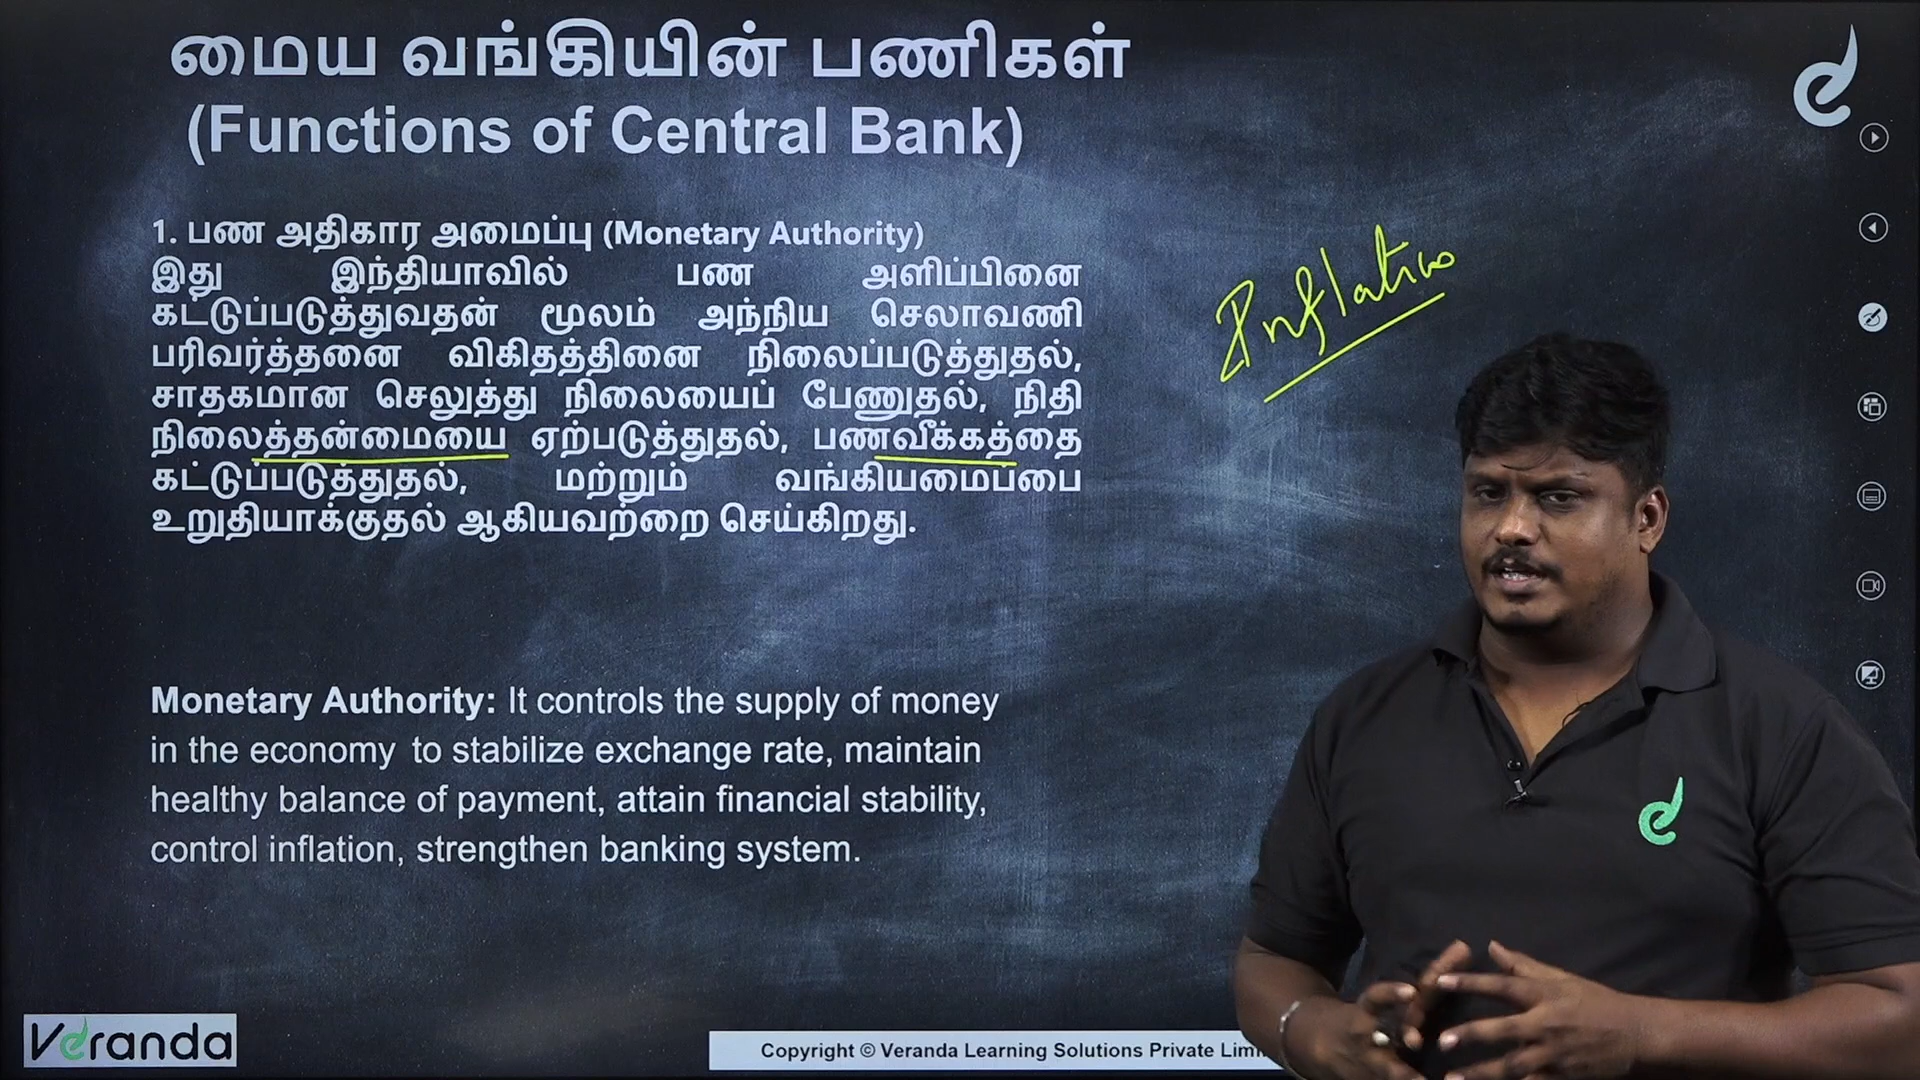 மைய வங்கியின் பணிகள்
(Functions of Central Bank)
1. பண அதிகார அமைப்பு (Monetary Authority)
இது இந்தியாவில் பண அளிப்பினை
கட்டுப்படுத்துவதன் மூலம் அந்நிய செலாவணி
பரிவர்த்தனை விகிதத்தினை நிலைப்படுத்துதல்,
சாதகமான செலுத்து நிலையைப் பேணுதல், நிதி
நிலைத்தன்மையை ஏற்படுத்துதல், பணவீக்கத்தை
கட்டுப்படுத்துதல், மற்றும் வங்கியமைப்பை
உறுதியாக்குதல் ஆகியவற்றை செய்கிறது.
Inflation
Monetary Authority: It controls the supply of money
in the economy to stabilize exchange rate, maintain
healthy balance of payment, attain financial stability,
control inflation, strengthen banking system.
Veranda
Copyright © Veranda Learning Solutions Private